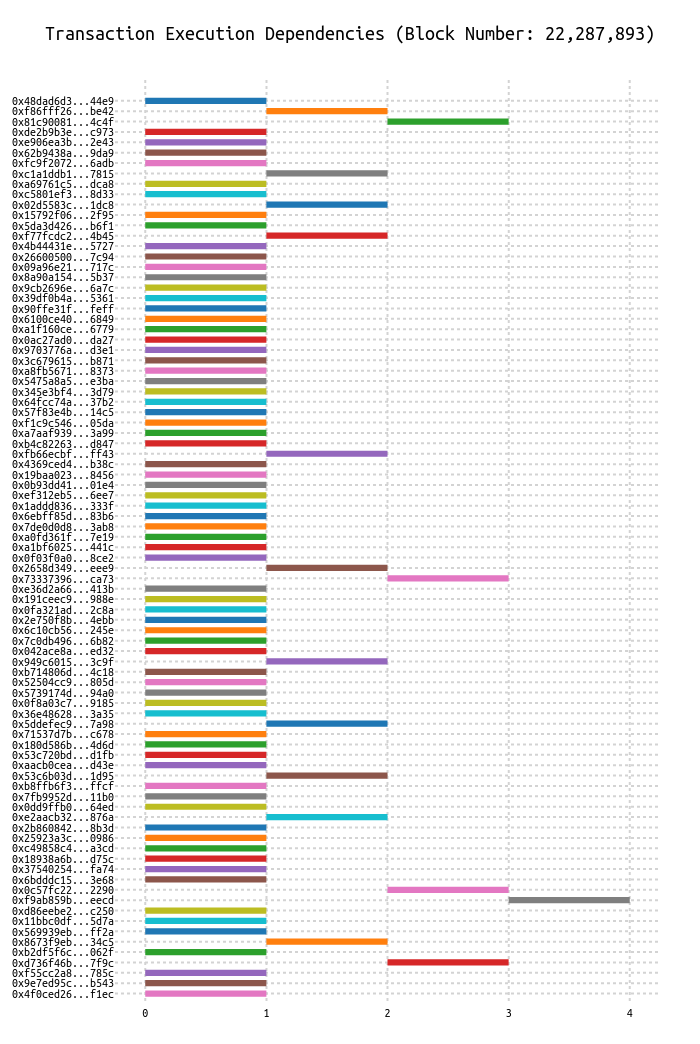 Transaction Execution Dependencies (Block Number: 22,287,893)
0x48dad6d3...44e9
0xf86fff26...be42
0x81c90081...4c4f
0xde2b9b3e...c973
0xe906ea3b...2e43
0x62b9438a...9da9
0xfc9f2072...6adb
0xc1a1ddb1...7815
0xa69761c5...dca8
0xc5801ef3...8d33
0x02d5583c...1dc8
0x15792f06...2f95
0x5da3d426...b6f1
0xf77fcdc2...4b45
0x4b44431e...5727
0x26600500...7c94
0x09a96e21...717c
0x8a90a154...5b37
0x9cb2696e...6a7c
0x39df0b4a...5361
0x90ffe31f...feff
0x6100ce40...6849
0xa1f160ce...6779
0x0ac27ad0...da27
0x9703776a...d3e1
0x3c679615...b871
0xa8fb5671...8373
0x5475a8a5...e3ba
0x345e3bf4...3d79
0x64fcc74a...37b2
0x57f83e4b...14c5
0xf1c9c546...05da
0xa7aaf939...3a99
0xb4c82263...d847
0xfb66ecbf...ff43
0x4369ced4...b38c
0x19baa023...8456
0x0b93dd41...01e4
0xef312eb5...6ee7
0x1addd836...333f
0x6ebff85d...83b6
0x7de0d0d8...3ab8
0xa0fd361f...7e19
0xa1bf6025...441c
0x0f03f0a0...8ce2
0x2658d349...eee9
0x73337396...ca73
0xe36d2a66...413b
0x191ceec9...988e
0x0fa321ad...2c8a
0x2e750f8b...4ebb
0x6c10cb56...245e
0x7c0db496...6b82
0x042ace8a...ed32
0x949c6015...3c9f
0xb714806d...4c18
0x52504cc9...805d
0x5739174d...94a0
0x0f8a03c7...9185
0x36e48628...3a35
0x5ddefec9...7a98
0x71537d7b...c678
0x180d586b...4d6d
0x53c720bd...d1fb
0xaacb0cea...d43e
0x53c6b03d...1d95
0xb8ffb6f3...ffcf
0x7fb9952d...11b0
0x0dd9ffb0...64ed
0xe2aacb32...876a
0x2b860842...8b3d
0x25923a3c...0986
0xc49858c4...a3cd
0x18938a6b...d75c
0x37540254...fa74
0x6bdddc15...3e68
0x0c57fc22...2290
0xf9ab859b...eecd
0xd86eebe2...c250
0x11bbc0df...5d7a
0x569939eb...ff2a
0x8673f9eb...34c5
0xb2df5f6c...062f
0xd736f46b...7f9c
0xf55cc2a8...785c
0x9e7ed95c...b543
0x4f0ced26...f1ec
0 1 2 3 4